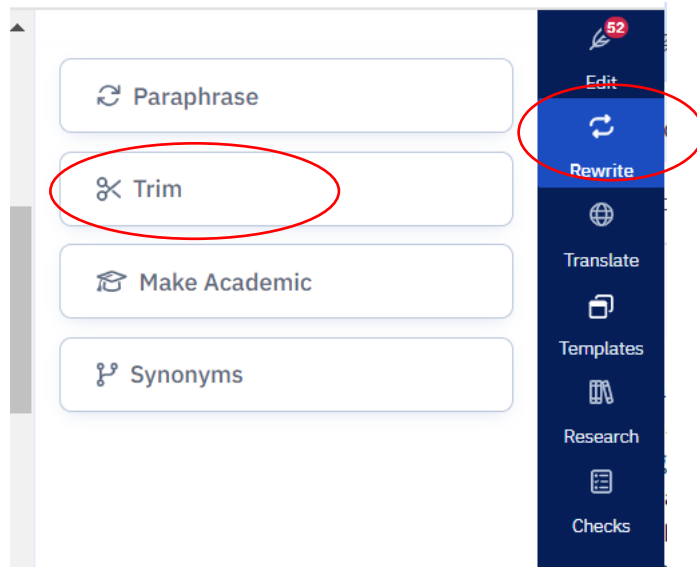 Paraphrase
Trim
Make Academic
Synonyms
52
Edit
Rewrite
Translate
Templates
Research
Checks